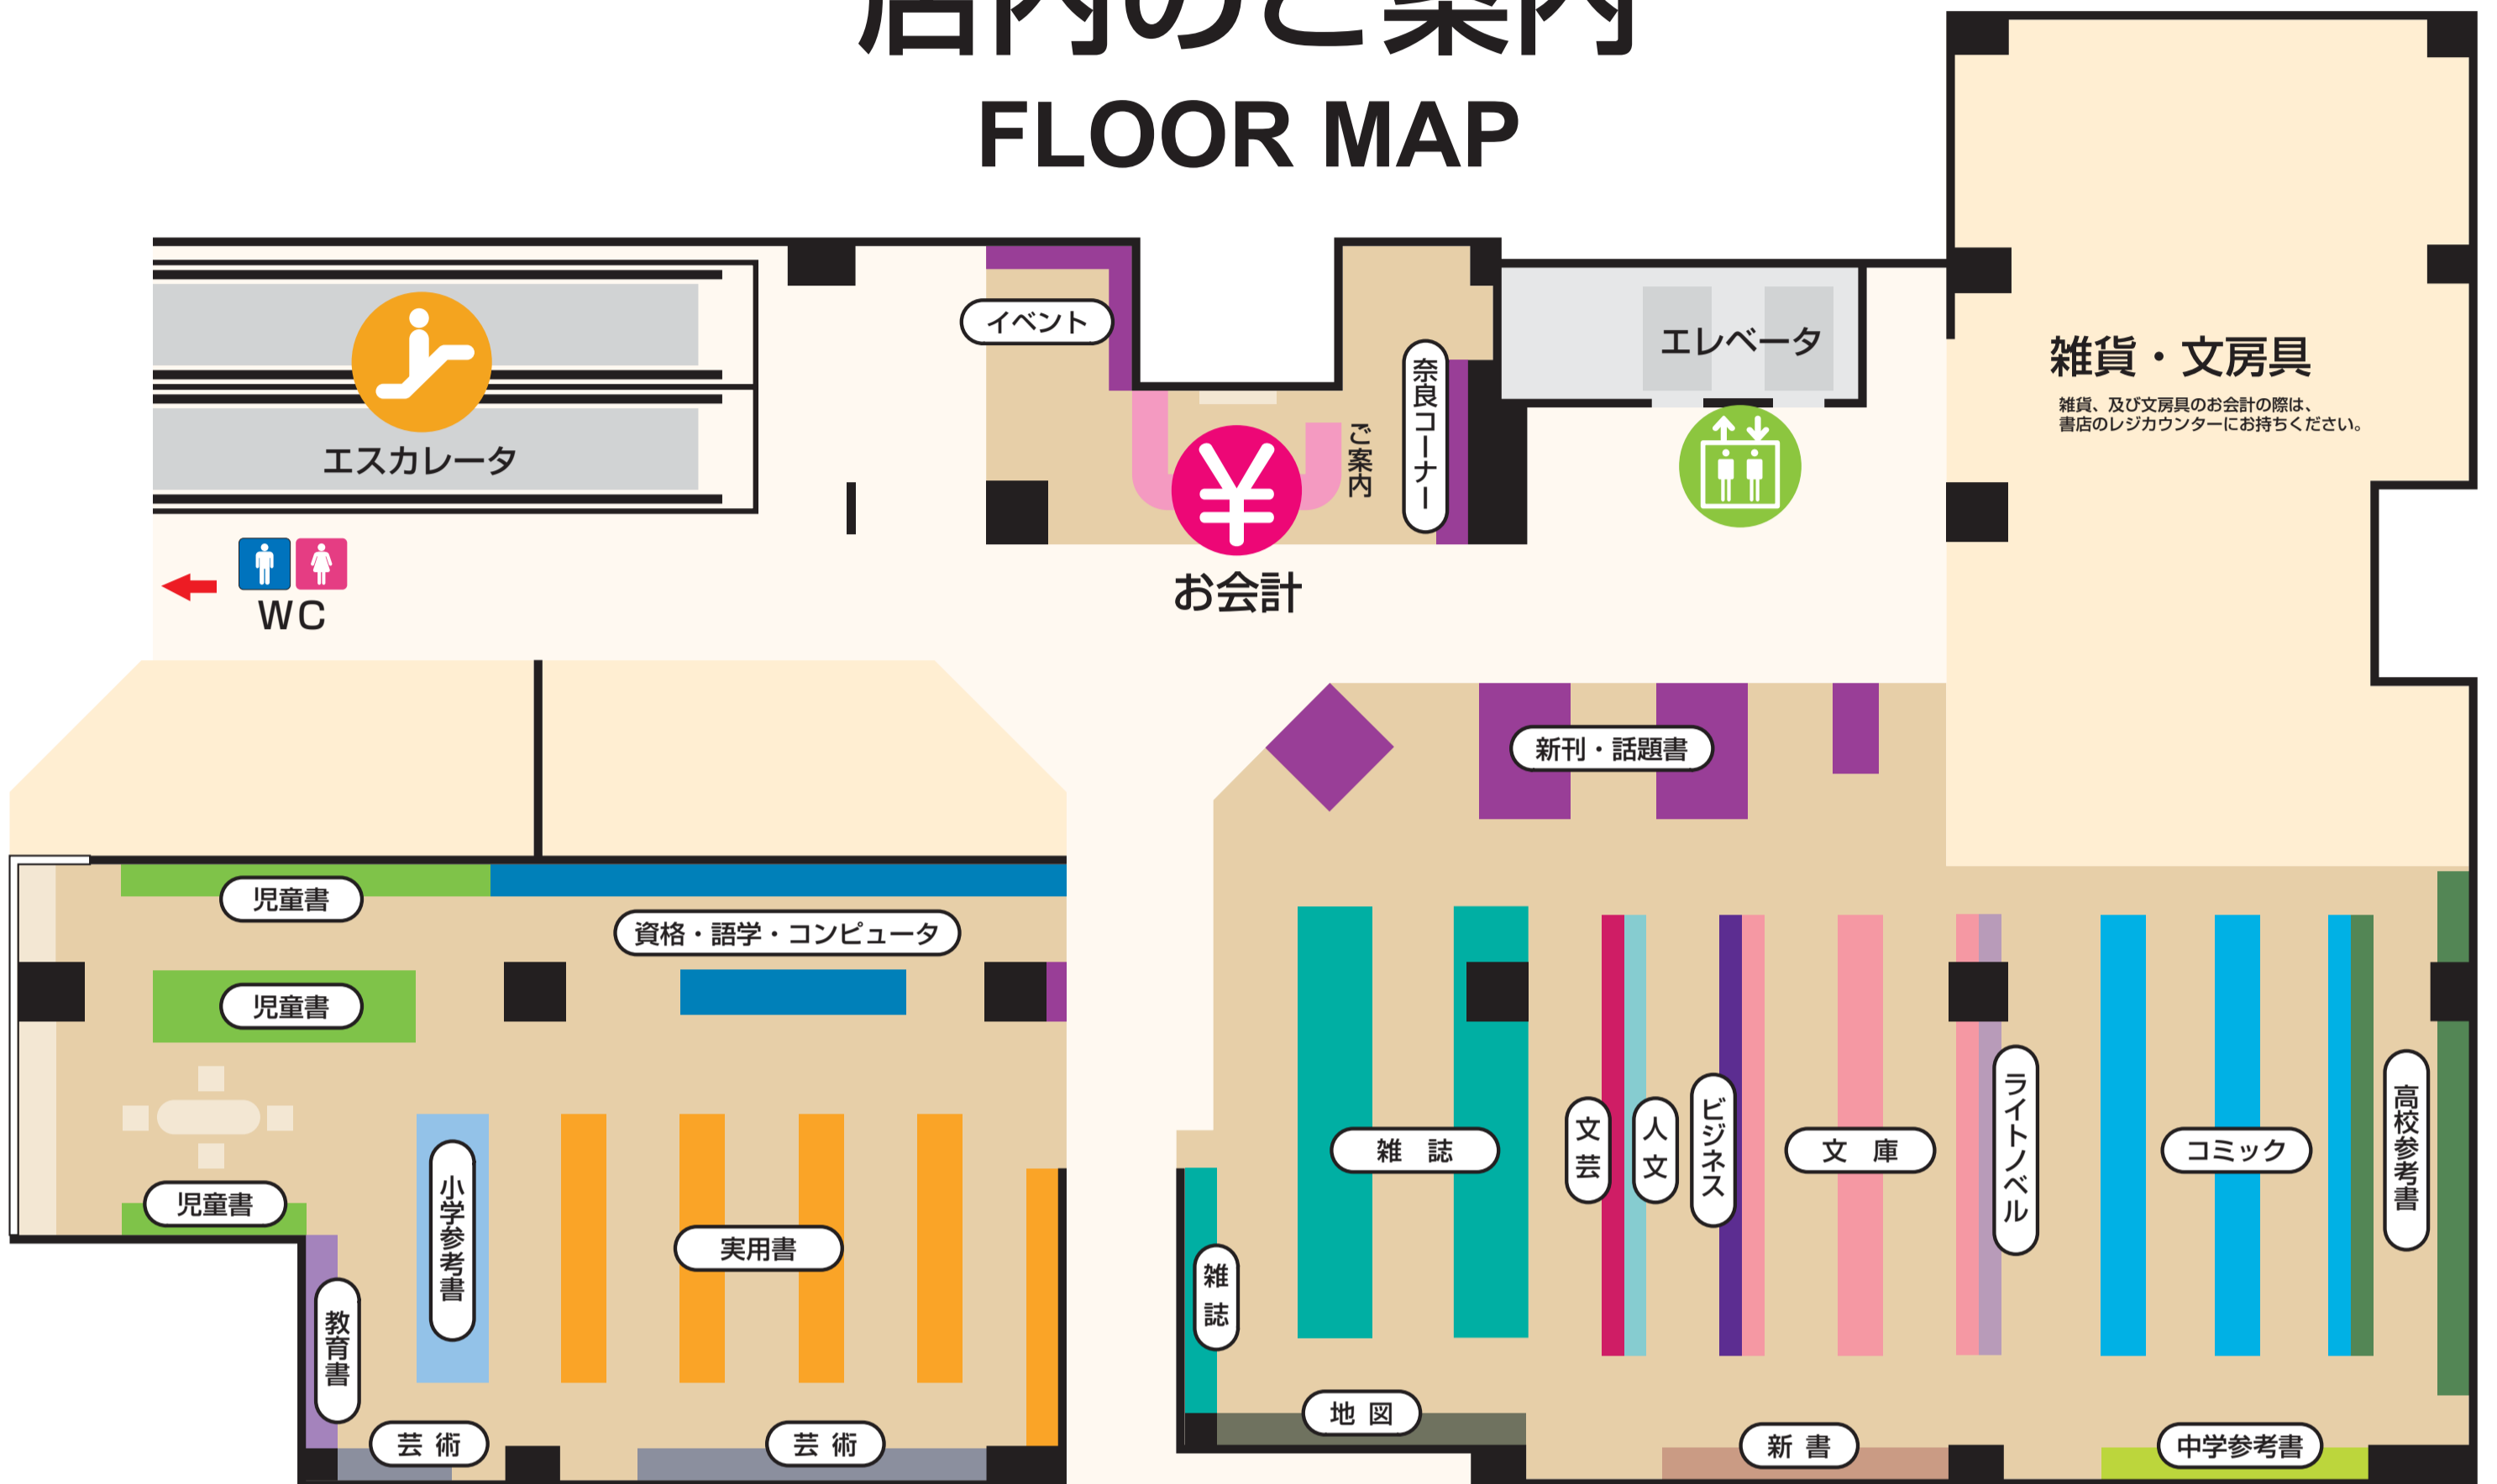 店内のご案内
FLOOR MAP
イベント
奈良コーナー
エレベータ
雑貨・文房具
雑貨、及び文房具のお会計の際は、
書店のレジカウンターにお持ちください。
エスカレータ
ご案内
¥
お会計
WC
新刊・話題書
児童書
資格・語学・コンピュータ
児童書
児童書
小学参考書
実用書
教育書
芸術
芸術
雑誌
雑誌
文芸
人文
ビジネス
文庫
ライトノベル
コミック
高校参考書
地図
新書
中学参考書